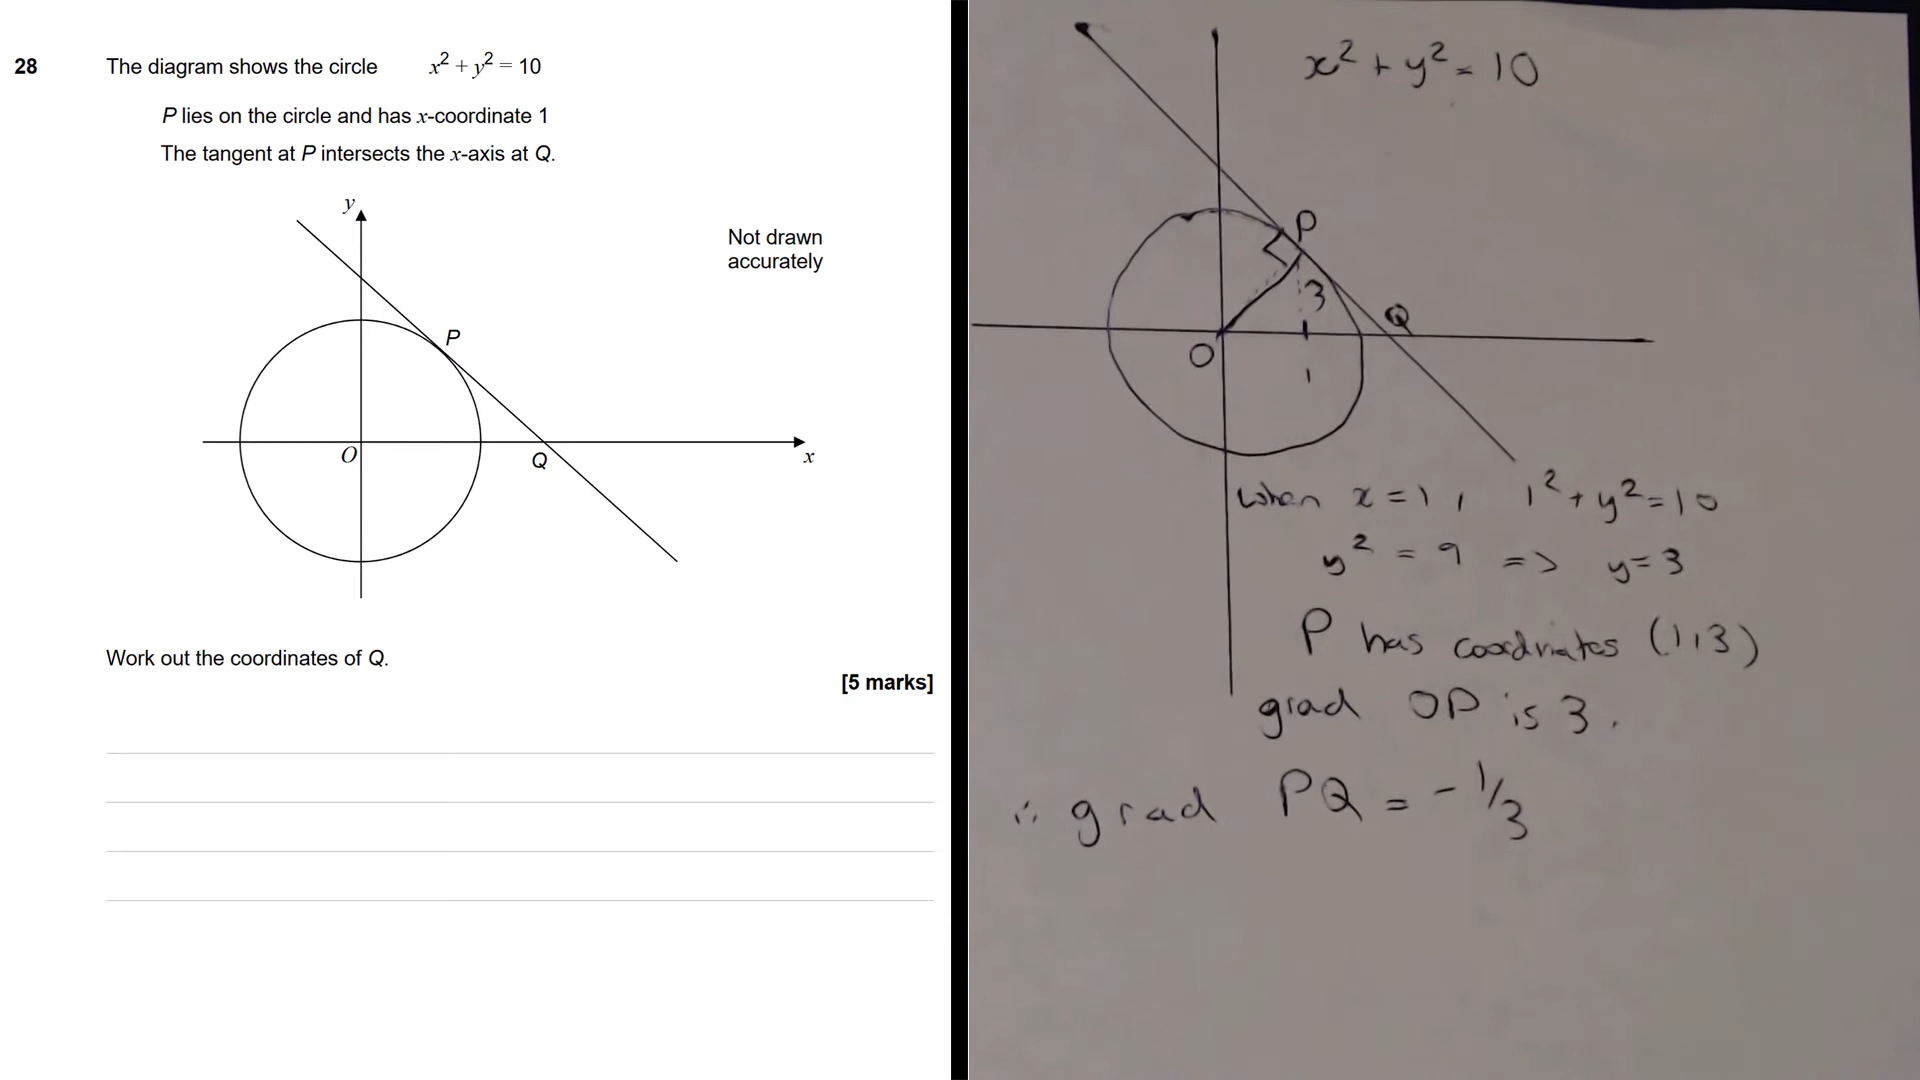 28 The diagram shows the circle x² + y² = 10
P lies on the circle and has x-coordinate 1
The tangent at P intersects the x-axis at Q.
y
Not drawn
accurately
P
O
Q
x
Work out the coordinates of Q.
[5 marks]
x² + y² = 10
P
3
Q
O
1
when x = 1, 1² + y² = 10
y² = 9 => y = 3
P has coordinates (1,3)
grad OP is 3.
∴ grad PQ = - 1/3